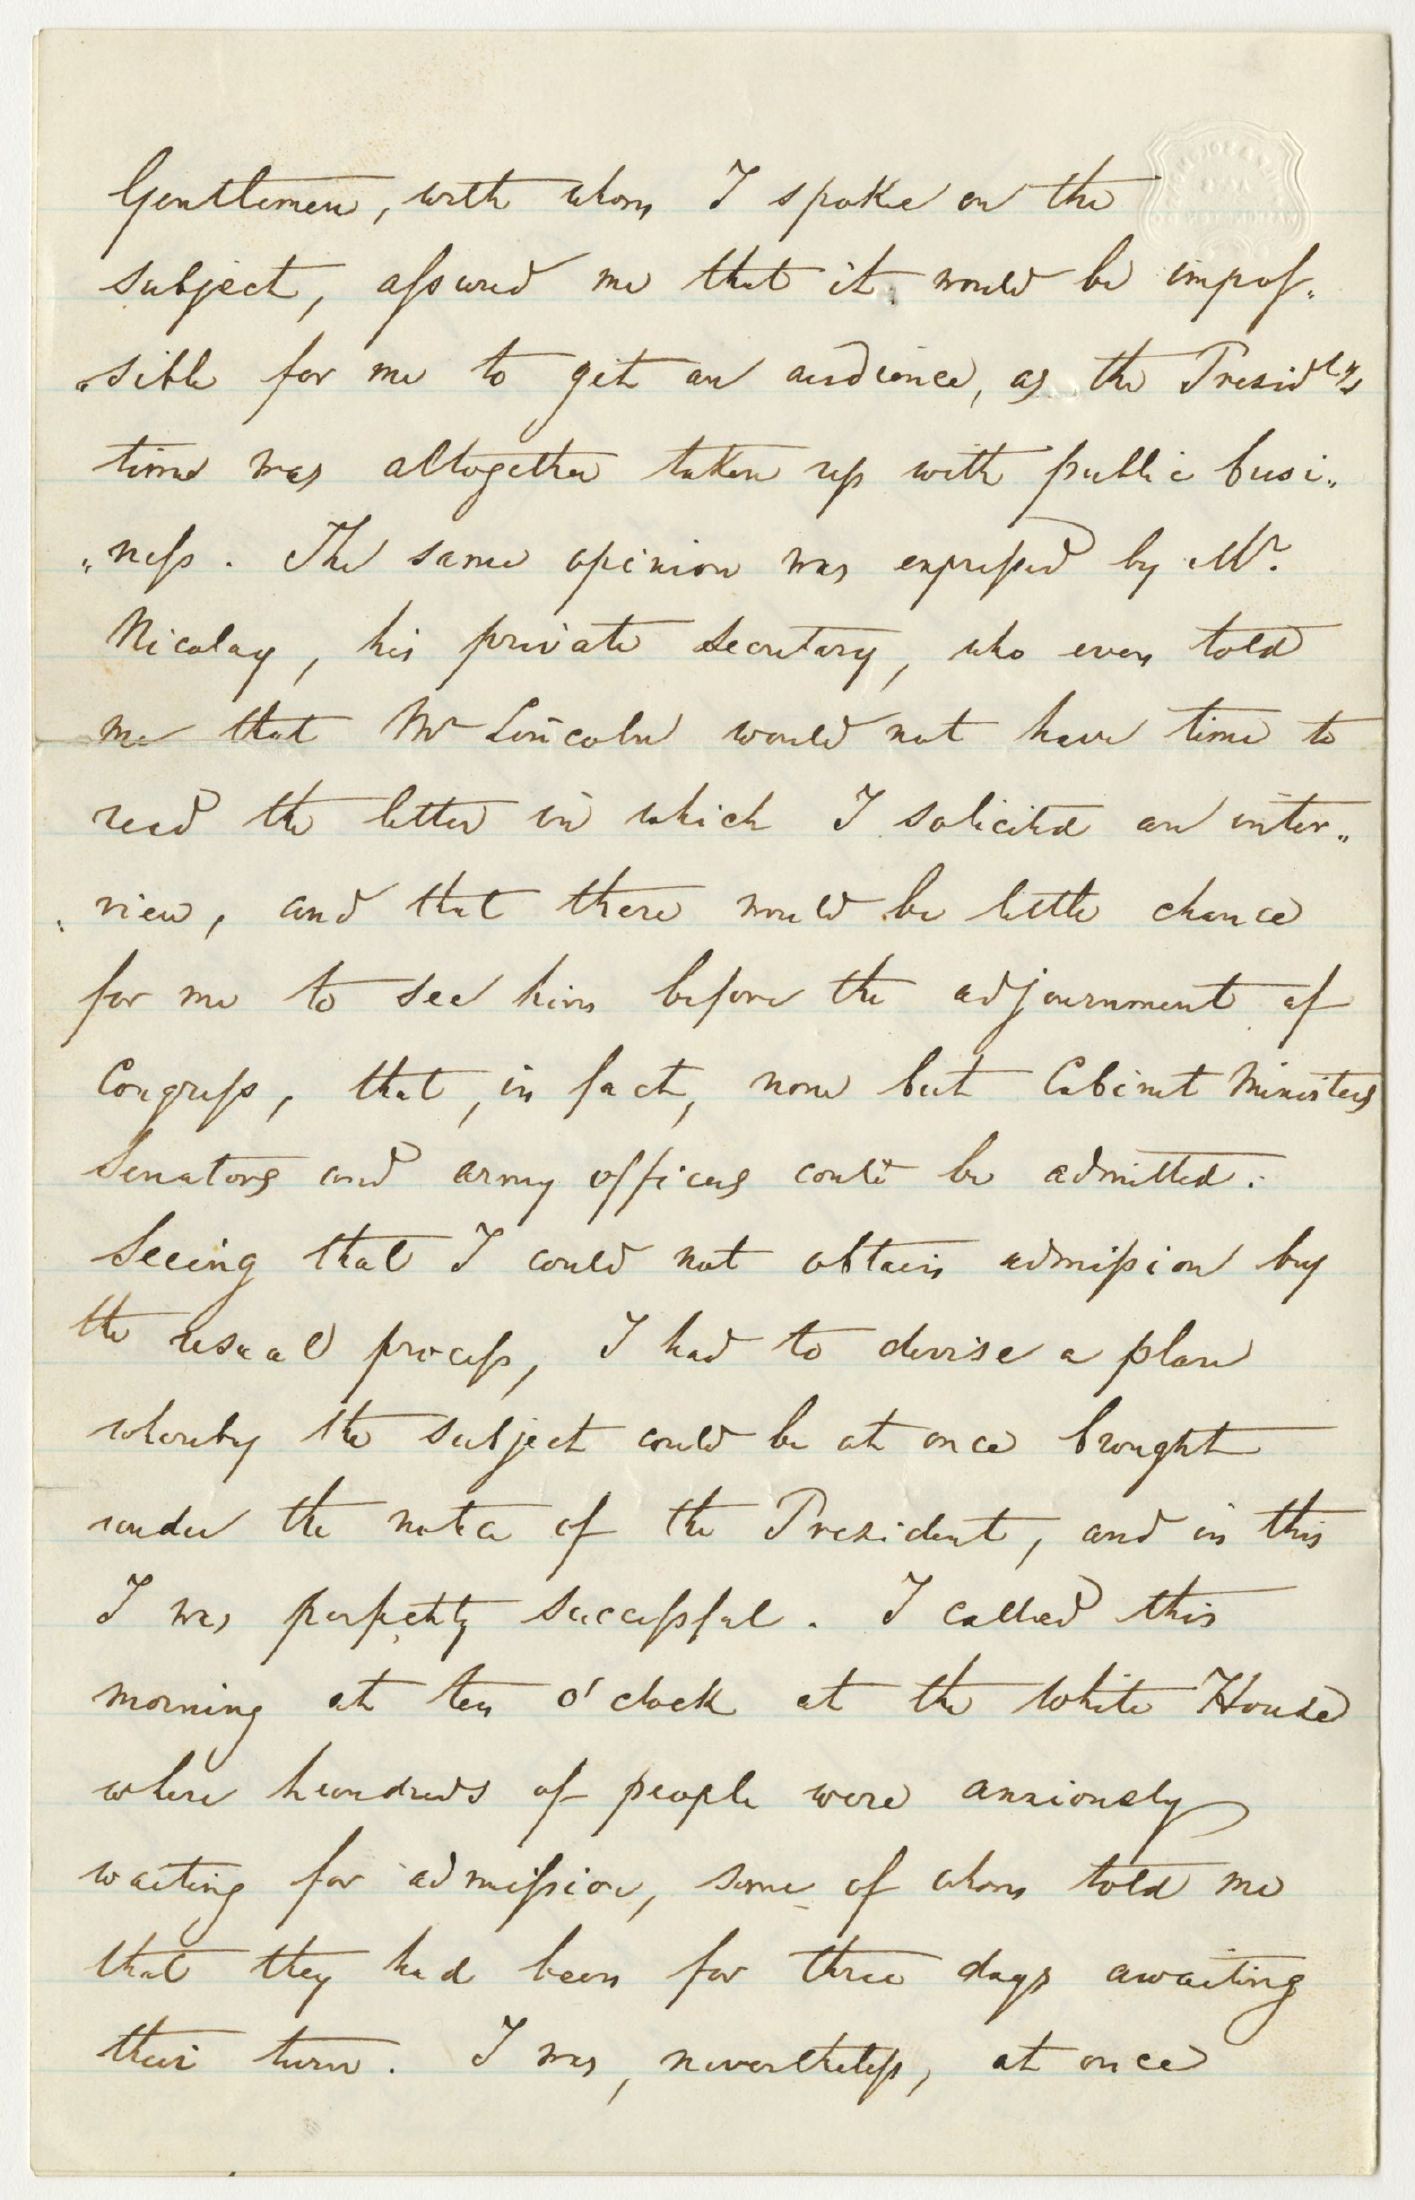 Gentlemen, with whom I spoke on the
subject, assured me that it would be impos„
„sible for me to get an audience, as the Presidt's
time was altogether taken up with public busi„
„ness. The same opinion was expressed by Mr.
Nicolay, his private Secretary, who even told
me that Mr Lincoln would not have time to
read the letter in which I solicited an inter„
„view, and that there would be little chance
for me to see him before the adjournment of
Congress, that, in fact, none but Cabinet Ministers
Senators and army officers could be admitted.
Seeing that I could not obtain admission by
the usual process, I had to devise a plan
whereby the subject could be at once brought
under the notice of the President, and in this
I was perfectly successful. I called this
morning at ten o'clock at the White House
where hundreds of people were anxiously
waiting for admission, some of whom told me
that they had been for three days awaiting
their turn. I was, nevertheless, at once